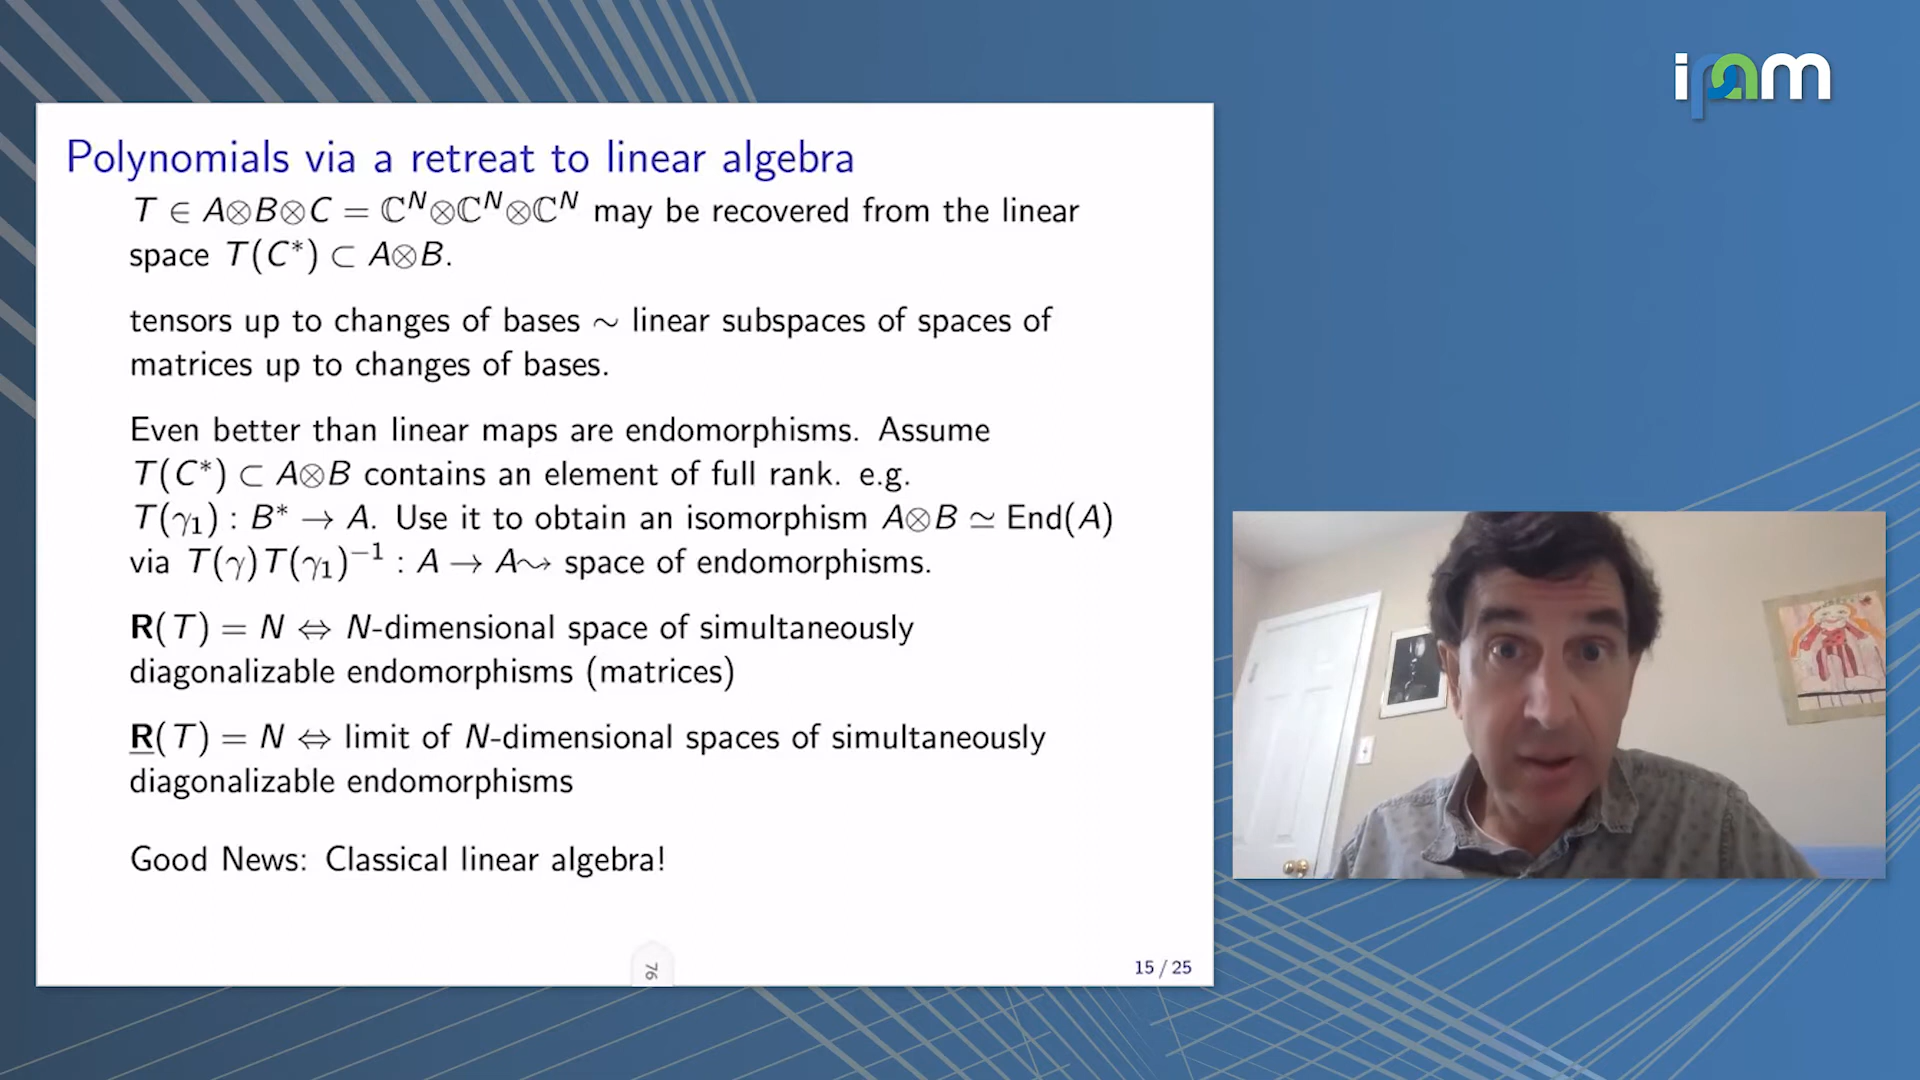 ipam
Polynomials via a retreat to linear algebra
T ∈ A⊗B⊗C = ℂᴺ⊗ℂᴺ⊗ℂᴺ may be recovered from the linear
space T(C*) ⊂ A⊗B.
tensors up to changes of bases ∼ linear subspaces of spaces of
matrices up to changes of bases.
Even better than linear maps are endomorphisms. Assume
T(C*) ⊂ A⊗B contains an element of full rank. e.g.
T(γ₁) : B* → A. Use it to obtain an isomorphism A⊗B ≃ End(A)
via T(γ)T(γ₁)⁻¹ : A → A⇝ space of endomorphisms.
R(T) = N ⇔ N-dimensional space of simultaneously
diagonalizable endomorphisms (matrices)
R̲(T) = N ⇔ limit of N-dimensional spaces of simultaneously
diagonalizable endomorphisms
Good News: Classical linear algebra!
76
15 / 25